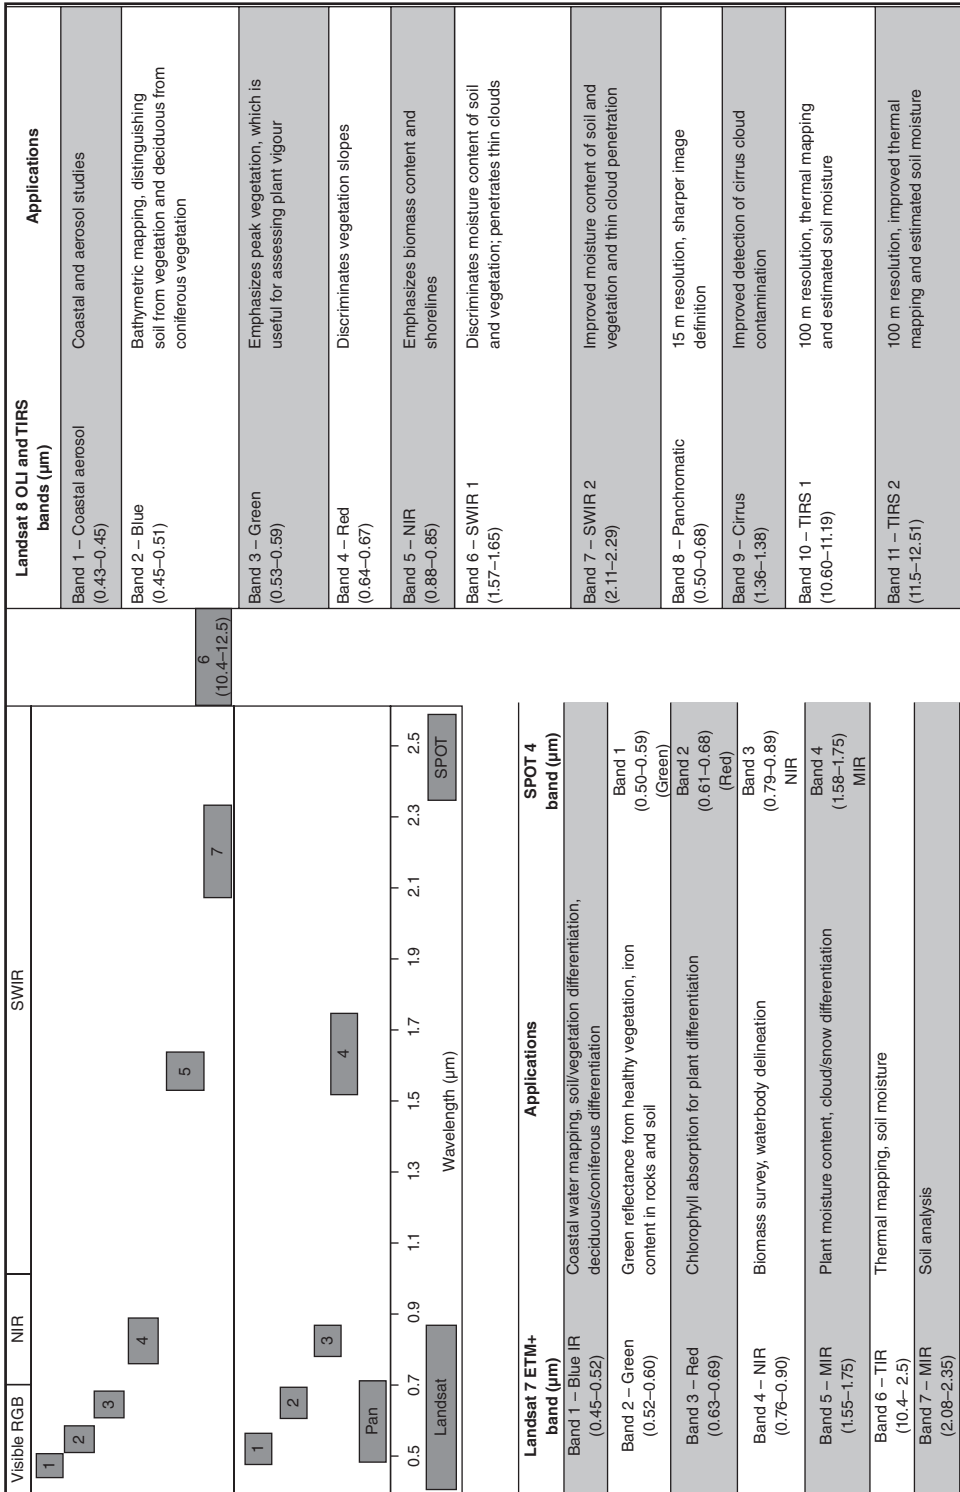 Visible RGB
NIR
SWIR
1
2
3
4
5
7
6
(10.4–12.5)
1
2
3
4
Pan
0.5
0.7
0.9
1.1
1.3
1.5
1.7
1.9
2.1
2.3
2.5
Landsat
Wavelength (µm)
SPOT
Landsat 7 ETM+
band (µm)
Applications
SPOT 4
band (µm)
Band 1 – Blue IR
(0.45–0.52)
Coastal water mapping, soil/vegetation differentiation,
deciduous/coniferous differentiation
Band 2 – Green
(0.52–0.60)
Green reflectance from healthy vegetation, iron
content in rocks and soil
Band 1
(0.50–0.59)
(Green)
Band 3 – Red
(0.63–0.69)
Chlorophyll absorption for plant differentiation
Band 2
(0.61–0.68)
(Red)
Band 4 – NIR
(0.76–0.90)
Biomass survey, waterbody delineation
Band 3
(0.79–0.89)
NIR
Band 5 – MIR
(1.55–1.75)
Plant moisture content, cloud/snow differentiation
Band 4
(1.58–1.75)
MIR
Band 6 – TIR
(10.4– 2.5)
Thermal mapping, soil moisture
Band 7 – MIR
(2.08–2.35)
Soil analysis
Landsat 8 OLI and TIRS
bands (µm)
Applications
Band 1 – Coastal aerosol
(0.43–0.45)
Coastal and aerosol studies
Band 2 – Blue
(0.45–0.51)
Bathymetric mapping, distinguishing
soil from vegetation and deciduous from
coniferous vegetation
Band 3 – Green
(0.53–0.59)
Emphasizes peak vegetation, which is
useful for assessing plant vigour
Band 4 – Red
(0.64–0.67)
Discriminates vegetation slopes
Band 5 – NIR
(0.88–0.85)
Emphasizes biomass content and
shorelines
Band 6 – SWIR 1
(1.57–1.65)
Discriminates moisture content of soil
and vegetation; penetrates thin clouds
Band 7 – SWIR 2
(2.11–2.29)
Improved moisture content of soil and
vegetation and thin cloud penetration
Band 8 – Panchromatic
(0.50–0.68)
15 m resolution, sharper image
definition
Band 9 – Cirrus
(1.36–1.38)
Improved detection of cirrus cloud
contamination
Band 10 – TIRS 1
(10.60–11.19)
100 m resolution, thermal mapping
and estimated soil moisture
Band 11 – TIRS 2
(11.5–12.51)
100 m resolution, improved thermal
mapping and estimated soil moisture